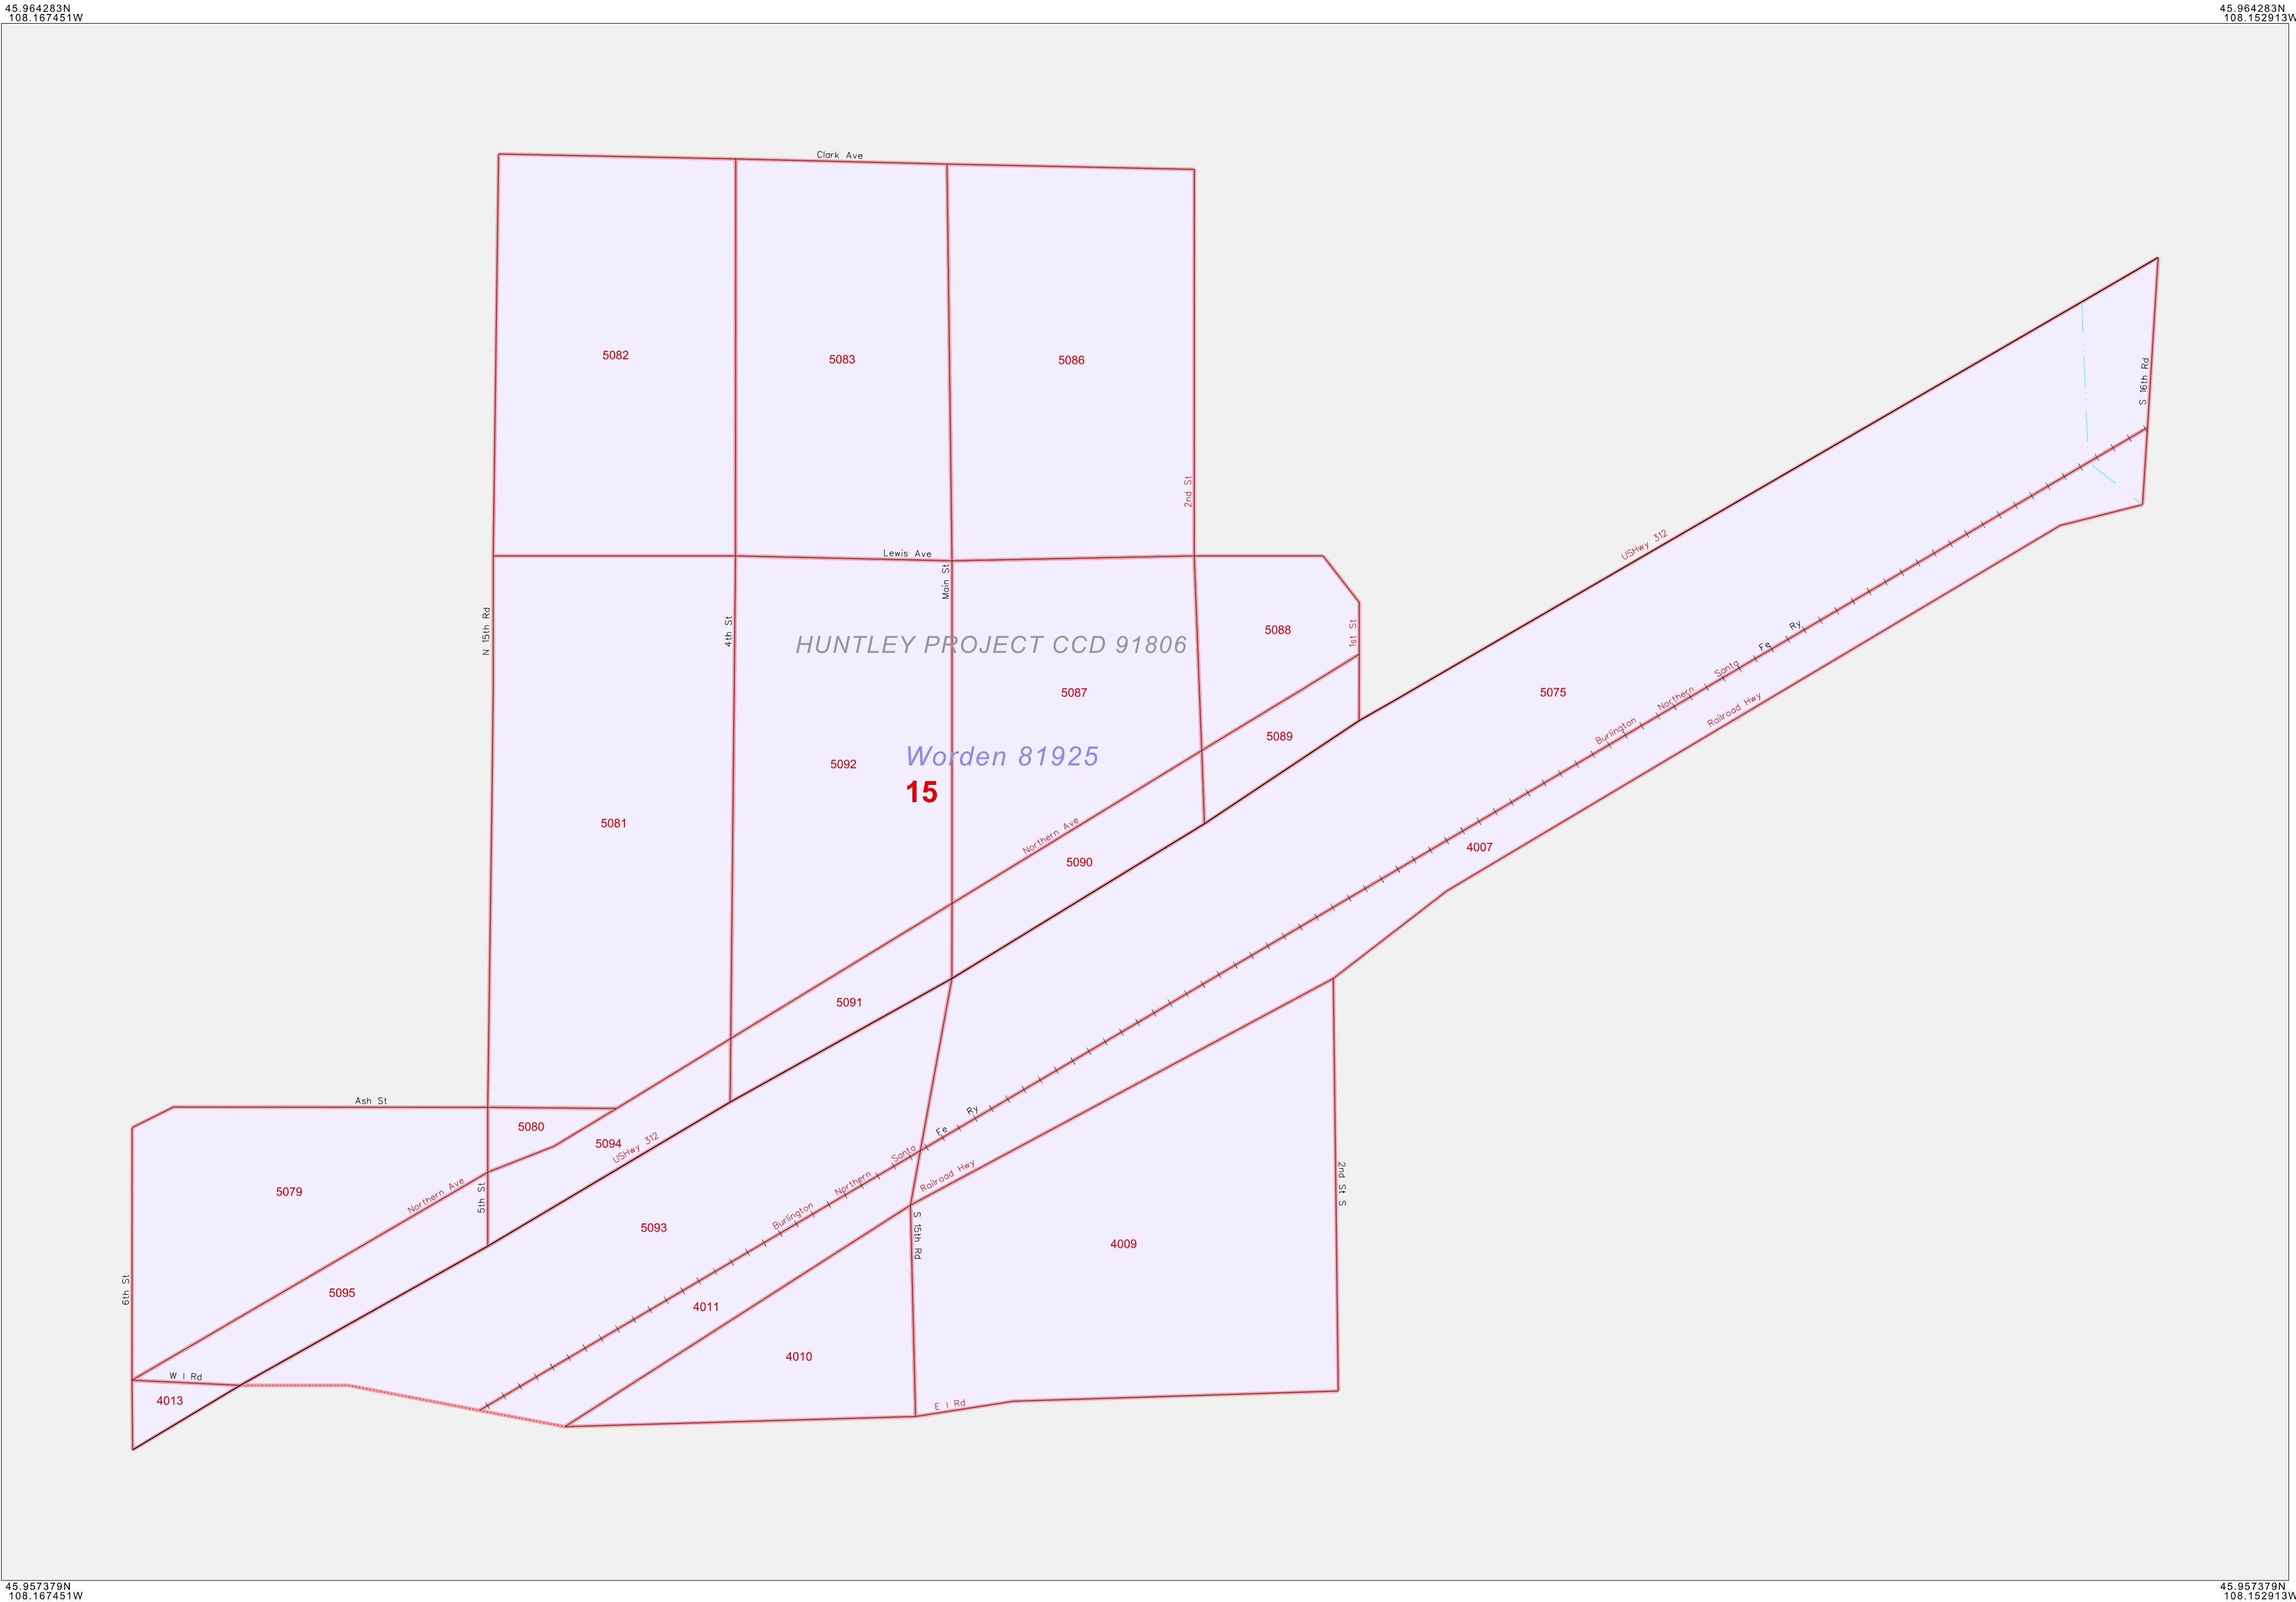 45.964283N
108.167451W
45.964283N
108.152913W
Clark Ave
5082
5083
5086
S 16th Rd
2nd St
USHwy 312
Lewis Ave
Main St
N 15th Rd
4th St
1st St
5088
HUNTLEY PROJECT CCD 91806
Burlington Northern Santa Fe Ry
Railroad Hwy
5087
5075
5089
Worden 81925
5092
15
5081
Northern Ave
5090
4007
5091
Ash St
5080
5094
USHwy 312
Burlington Northern Santa Fe Ry
Railroad Hwy
2nd St S
5079
Northern Ave
5th St
5093
S 15th Rd
4009
6th St
5095
4011
4010
W I Rd
4013
E I Rd
45.957379N
108.167451W
45.957379N
108.152913W